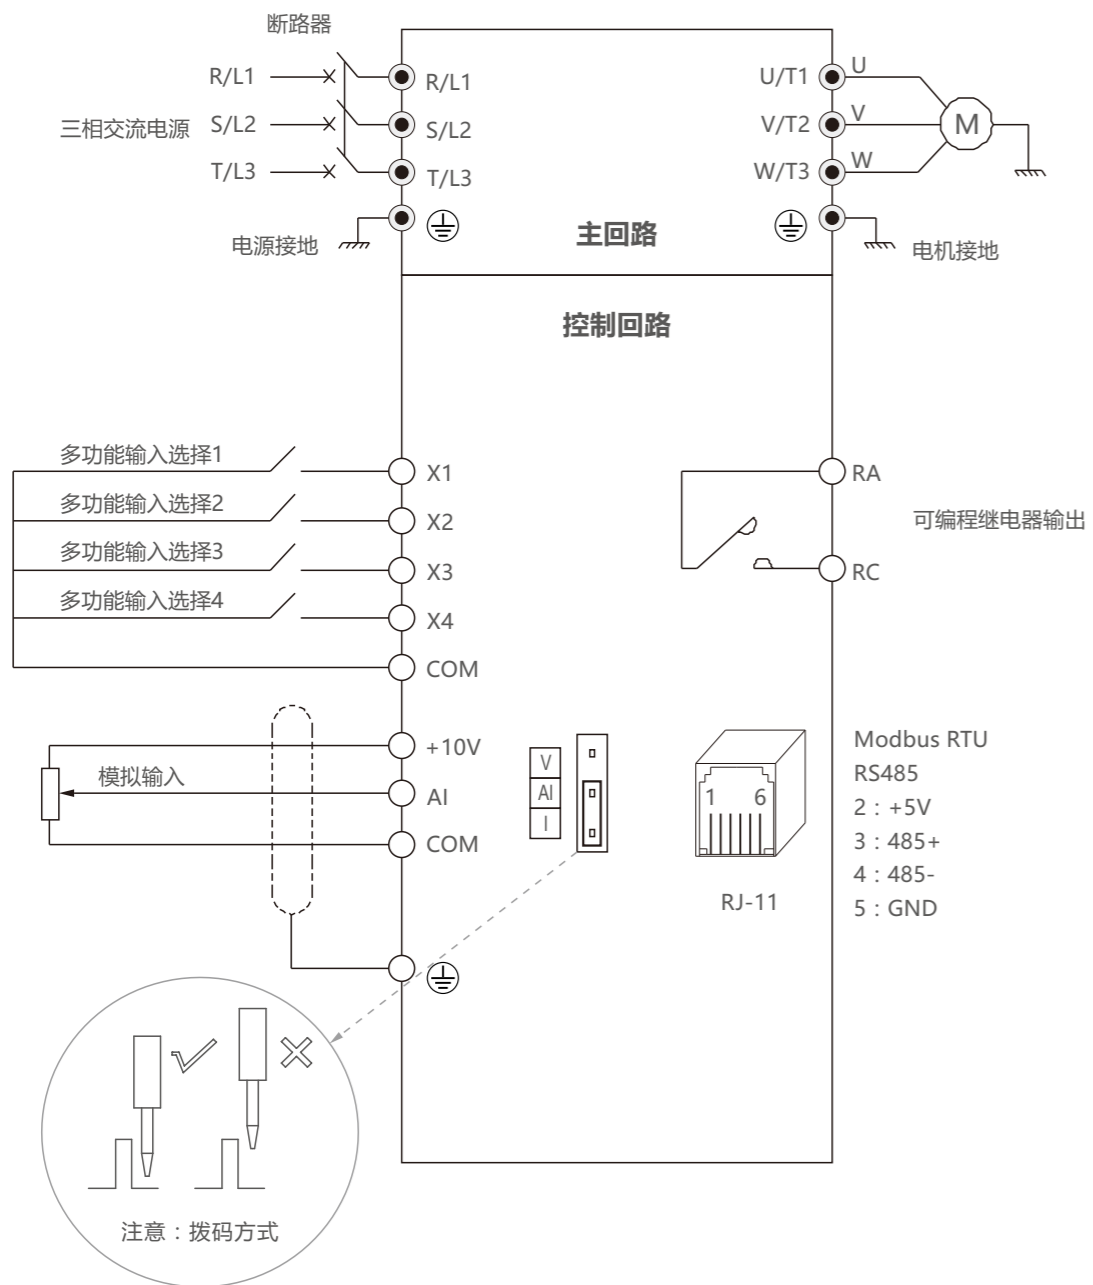 断路器
R/L1
R/L1
U/T1
U
三相交流电源
S/L2
S/L2
V/T2
V
M
T/L3
T/L3
W/T3
W
电源接地
主回路
电机接地
控制回路
多功能输入选择1
X1
RA
多功能输入选择2
X2
可编程继电器输出
多功能输入选择3
X3
RC
多功能输入选择4
X4
COM
+10V
模拟输入
AI
COM
V
AI
I
1 6
RJ-11
Modbus RTU
RS485
2：+5V
3：485+
4：485-
5：GND
注意：拨码方式